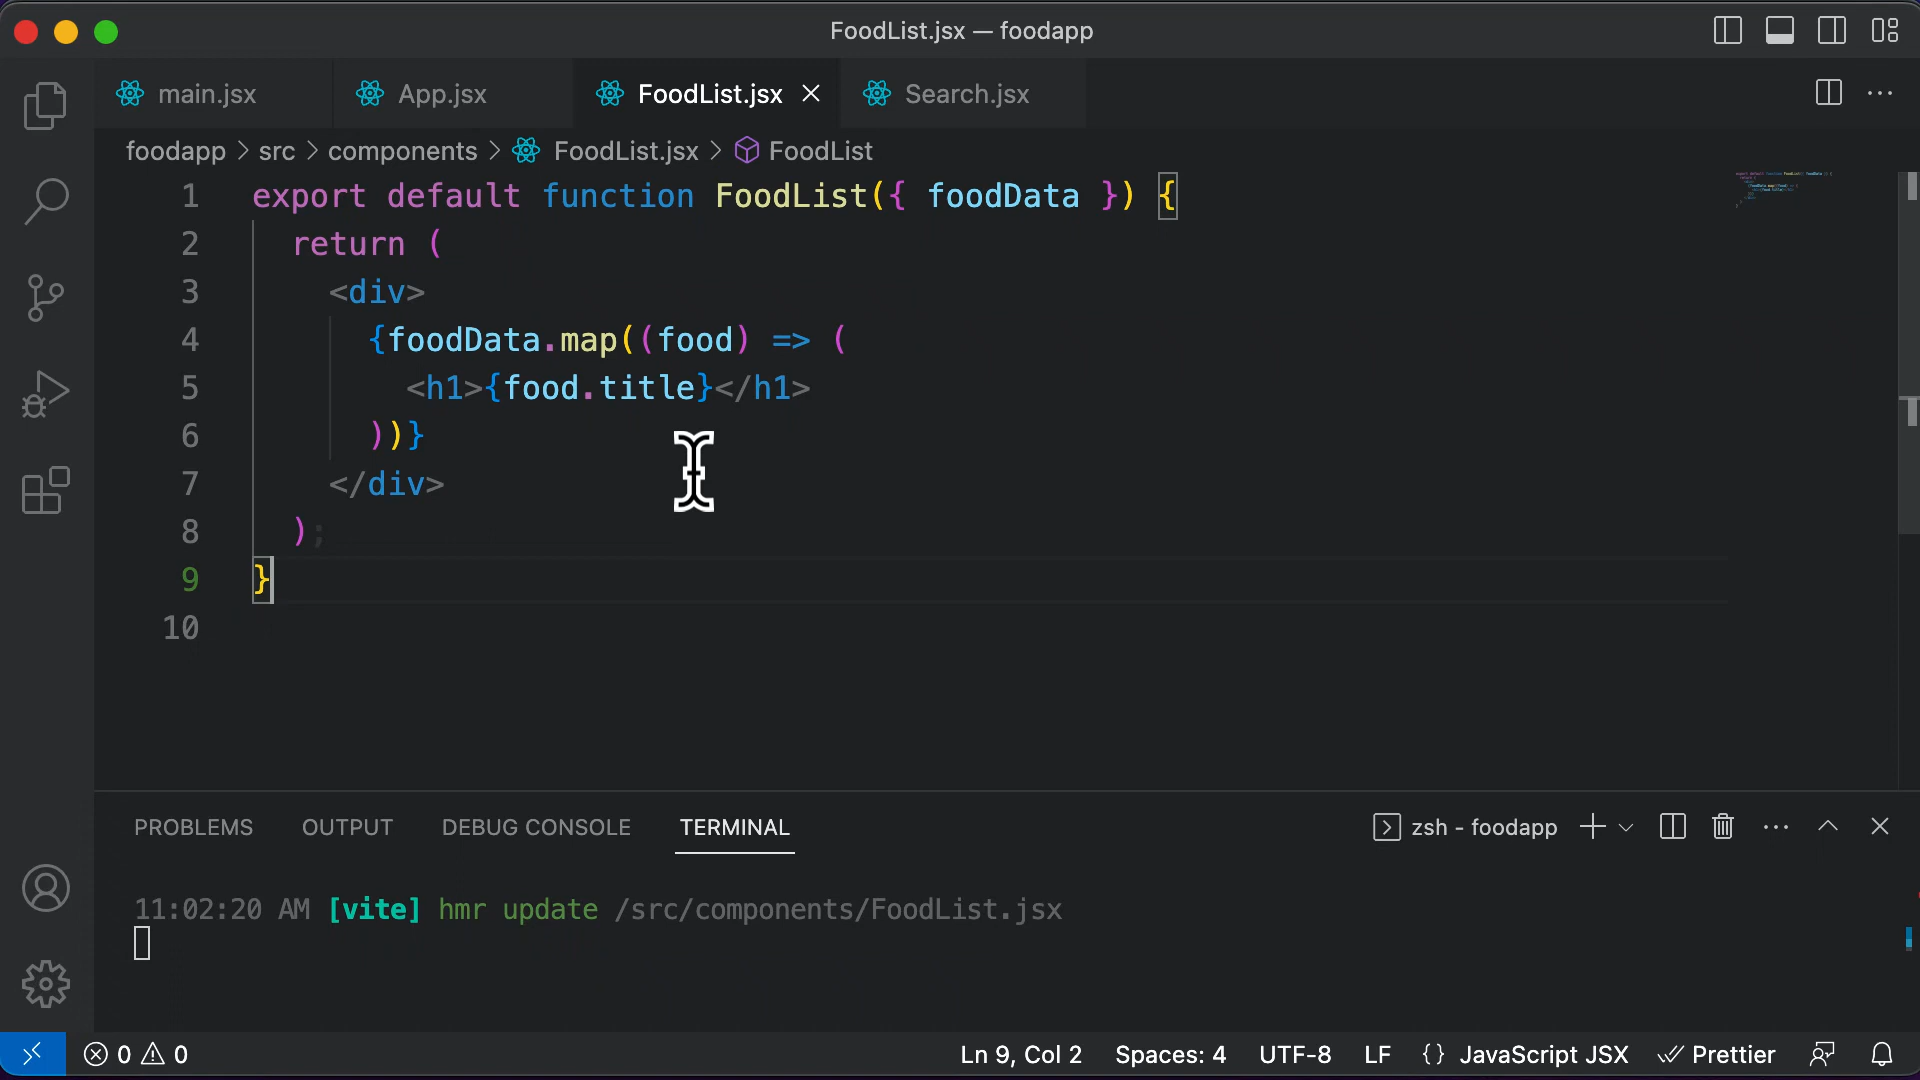 FoodList.jsx — foodapp
main.jsx App.jsx FoodList.jsx Search.jsx
foodapp > src > components > FoodList.jsx > FoodList
1 export default function FoodList({ foodData }) {
2 return (
3 <div>
4 {foodData.map((food) => (
5 <h1>{food.title}</h1>
6 ))}
7 </div>
8 );
9 }
10
PROBLEMS OUTPUT DEBUG CONSOLE TERMINAL zsh - foodapp
11:02:20 AM [vite] hmr update /src/components/FoodList.jsx
0 0 Ln 9, Col 2 Spaces: 4 UTF-8 LF {} JavaScript JSX Prettier